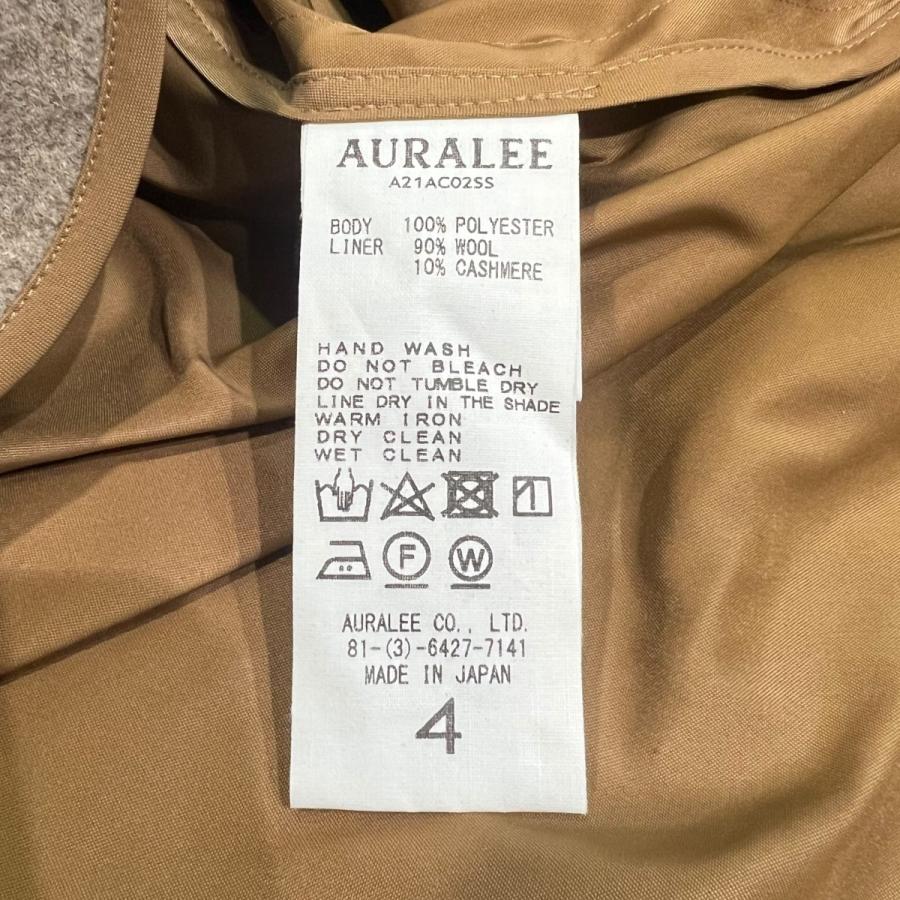 AURALEE
A21AC02SS
BODY 100% POLYESTER
LINER 90% WOOL
10% CASHMERE
HAND WASH
DO NOT BLEACH
DO NOT TUMBLE DRY
LINE DRY IN THE SHADE
WARM IRON
DRY CLEAN
WET CLEAN
F W
AURALEE CO., LTD.
81-(3)-6427-7141
MADE IN JAPAN
4